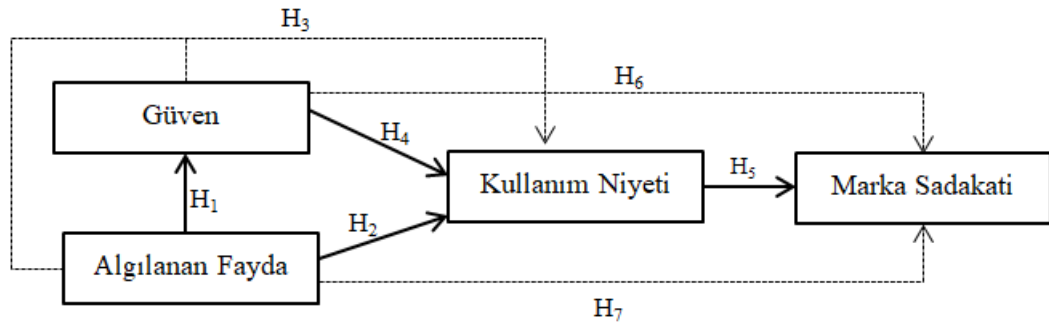 H₃
H₆
Güven
H₄
Kullanım Niyeti
H₅
Marka Sadakati
H₁
H₂
Algılanan Fayda
H₇